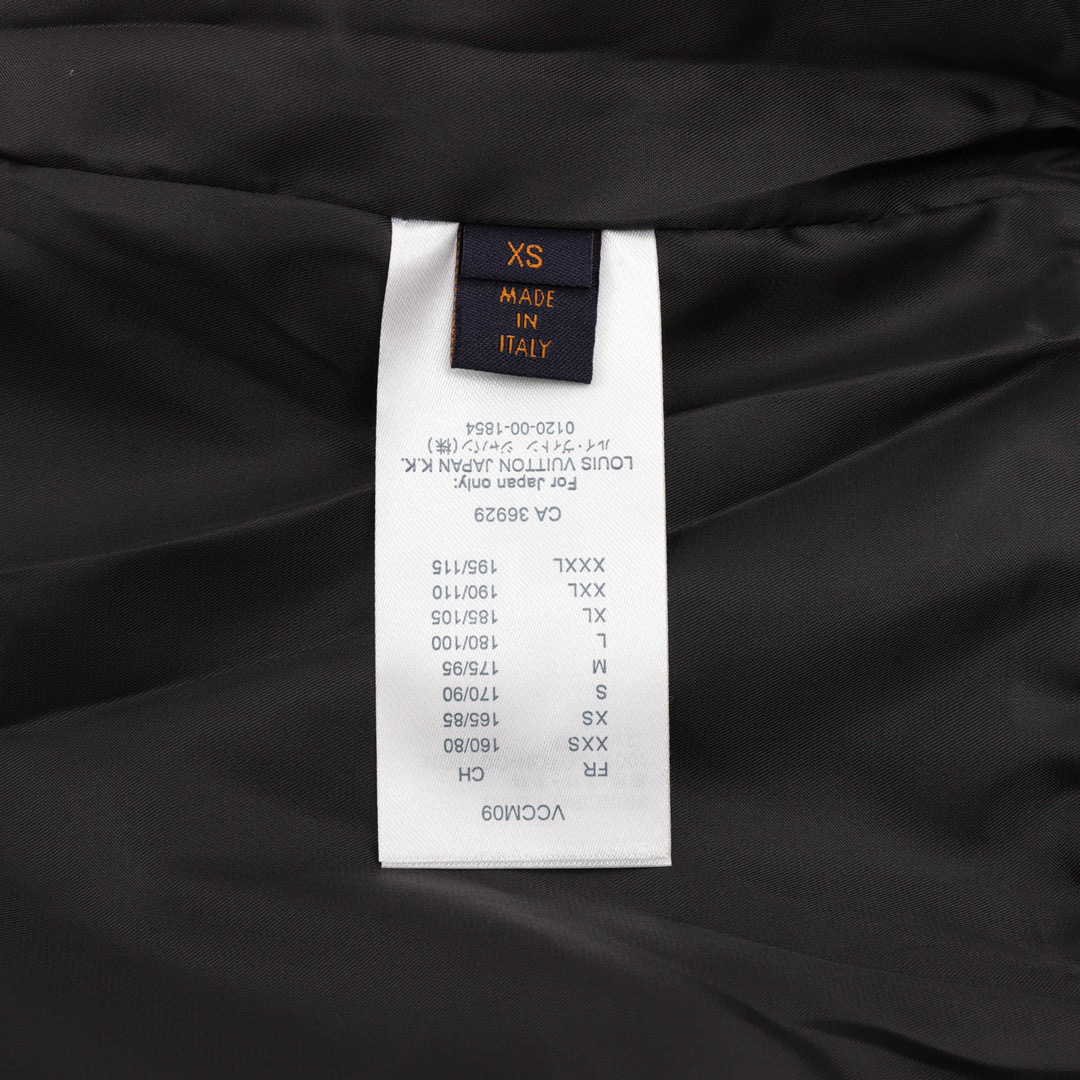 XS
MADE
IN
ITALY
VCCM09
FR CH
XXS 160/80
XS 165/85
S 170/90
M 175/95
L 180/100
XL 185/105
XXL 190/110
XXXL 195/115
CA 36929
For Japan only:
LOUIS VUITTON JAPAN K.K.
ルイ・ヴィトン ジャパン(株)
0120-00-1854